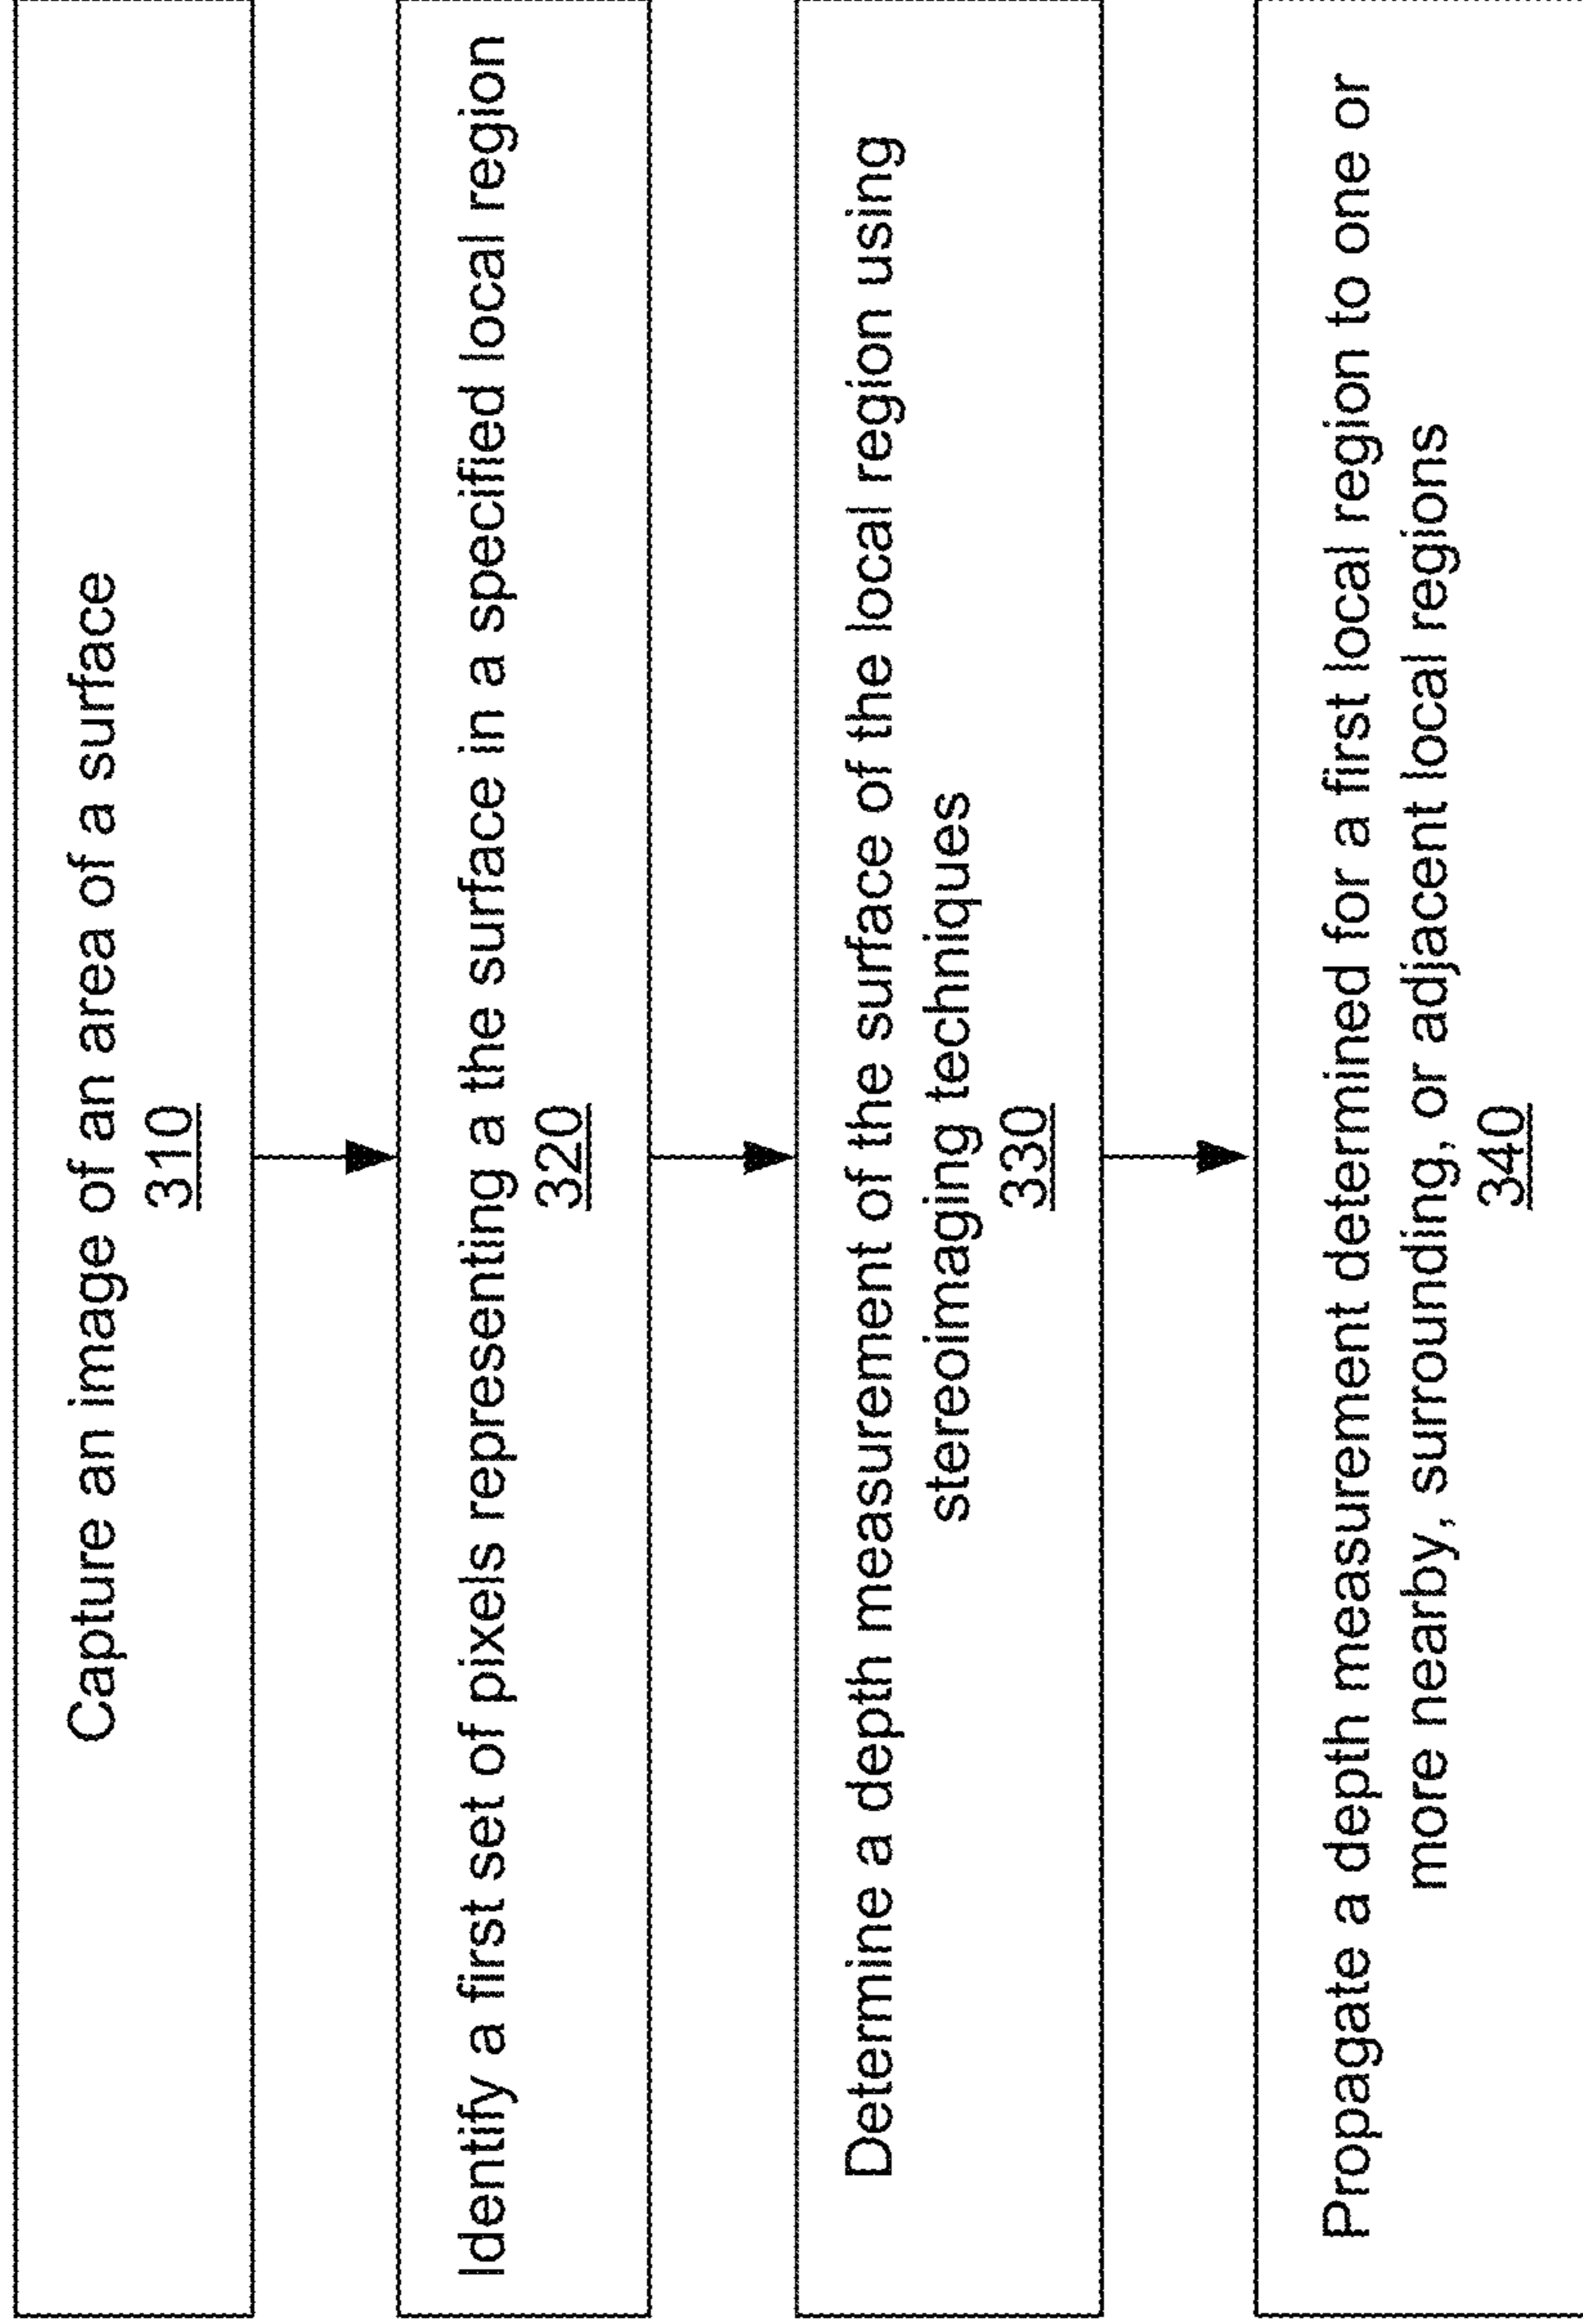 Capture an image of an area of a surface
310
Identify a first set of pixels representing a the surface in a specified local region
320
Determine a depth measurement of the surface of the local region using
stereoimaging techniques
330
Propagate a depth measurement determined for a first local region to one or
more nearby, surrounding, or adjacent local regions
340